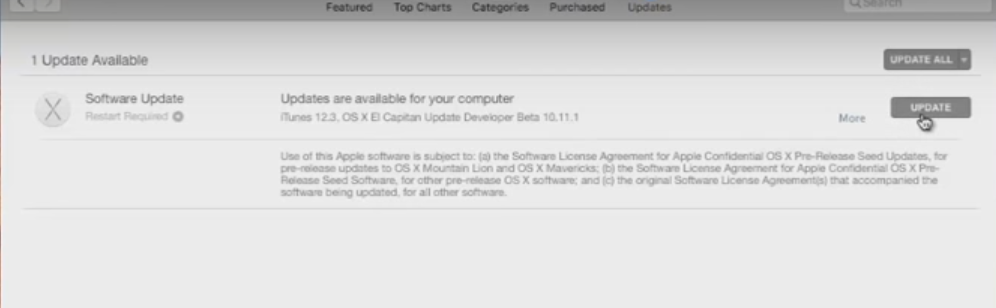 Featured Top Charts Categories Purchased Updates Search
1 Update Available UPDATE ALL
Software Update Updates are available for your computer UPDATE
Restart Required iTunes 12.3, OS X El Capitan Update Developer Beta 10.11.1 More
Use of this Apple software is subject to: (a) the Software License Agreement for Apple Confidential OS X Pre-Release Seed Updates, for
pre-release updates to OS X Mountain Lion and OS X Mavericks; (b) the Software License Agreement for Apple Confidential OS X Pre-
Release Seed Software, for other pre-release OS X software; and (c) the original Software License Agreement(s) that accompanied the
software being updated, for all other software.